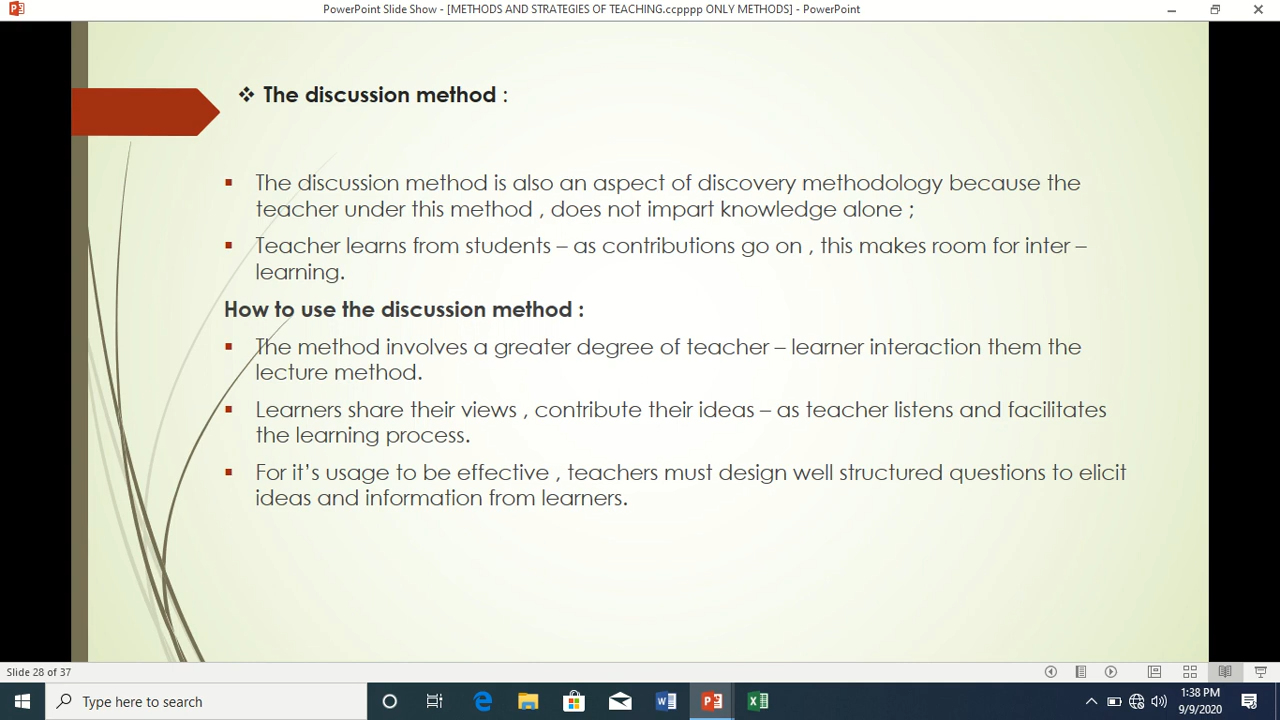 PowerPoint Slide Show - [METHODS AND STRATEGIES OF TEACHING.ccpppp ONLY METHODS] - PowerPoint
❖ The discussion method :
▪ The discussion method is also an aspect of discovery methodology because the
teacher under this method , does not impart knowledge alone ;
▪ Teacher learns from students – as contributions go on , this makes room for inter –
learning.
How to use the discussion method :
▪ The method involves a greater degree of teacher – learner interaction them the
lecture method.
▪ Learners share their views , contribute their ideas – as teacher listens and facilitates
the learning process.
▪ For it’s usage to be effective , teachers must design well structured questions to elicit
ideas and information from learners.
Slide 28 of 37
Type here to search
1:38 PM
9/9/2020